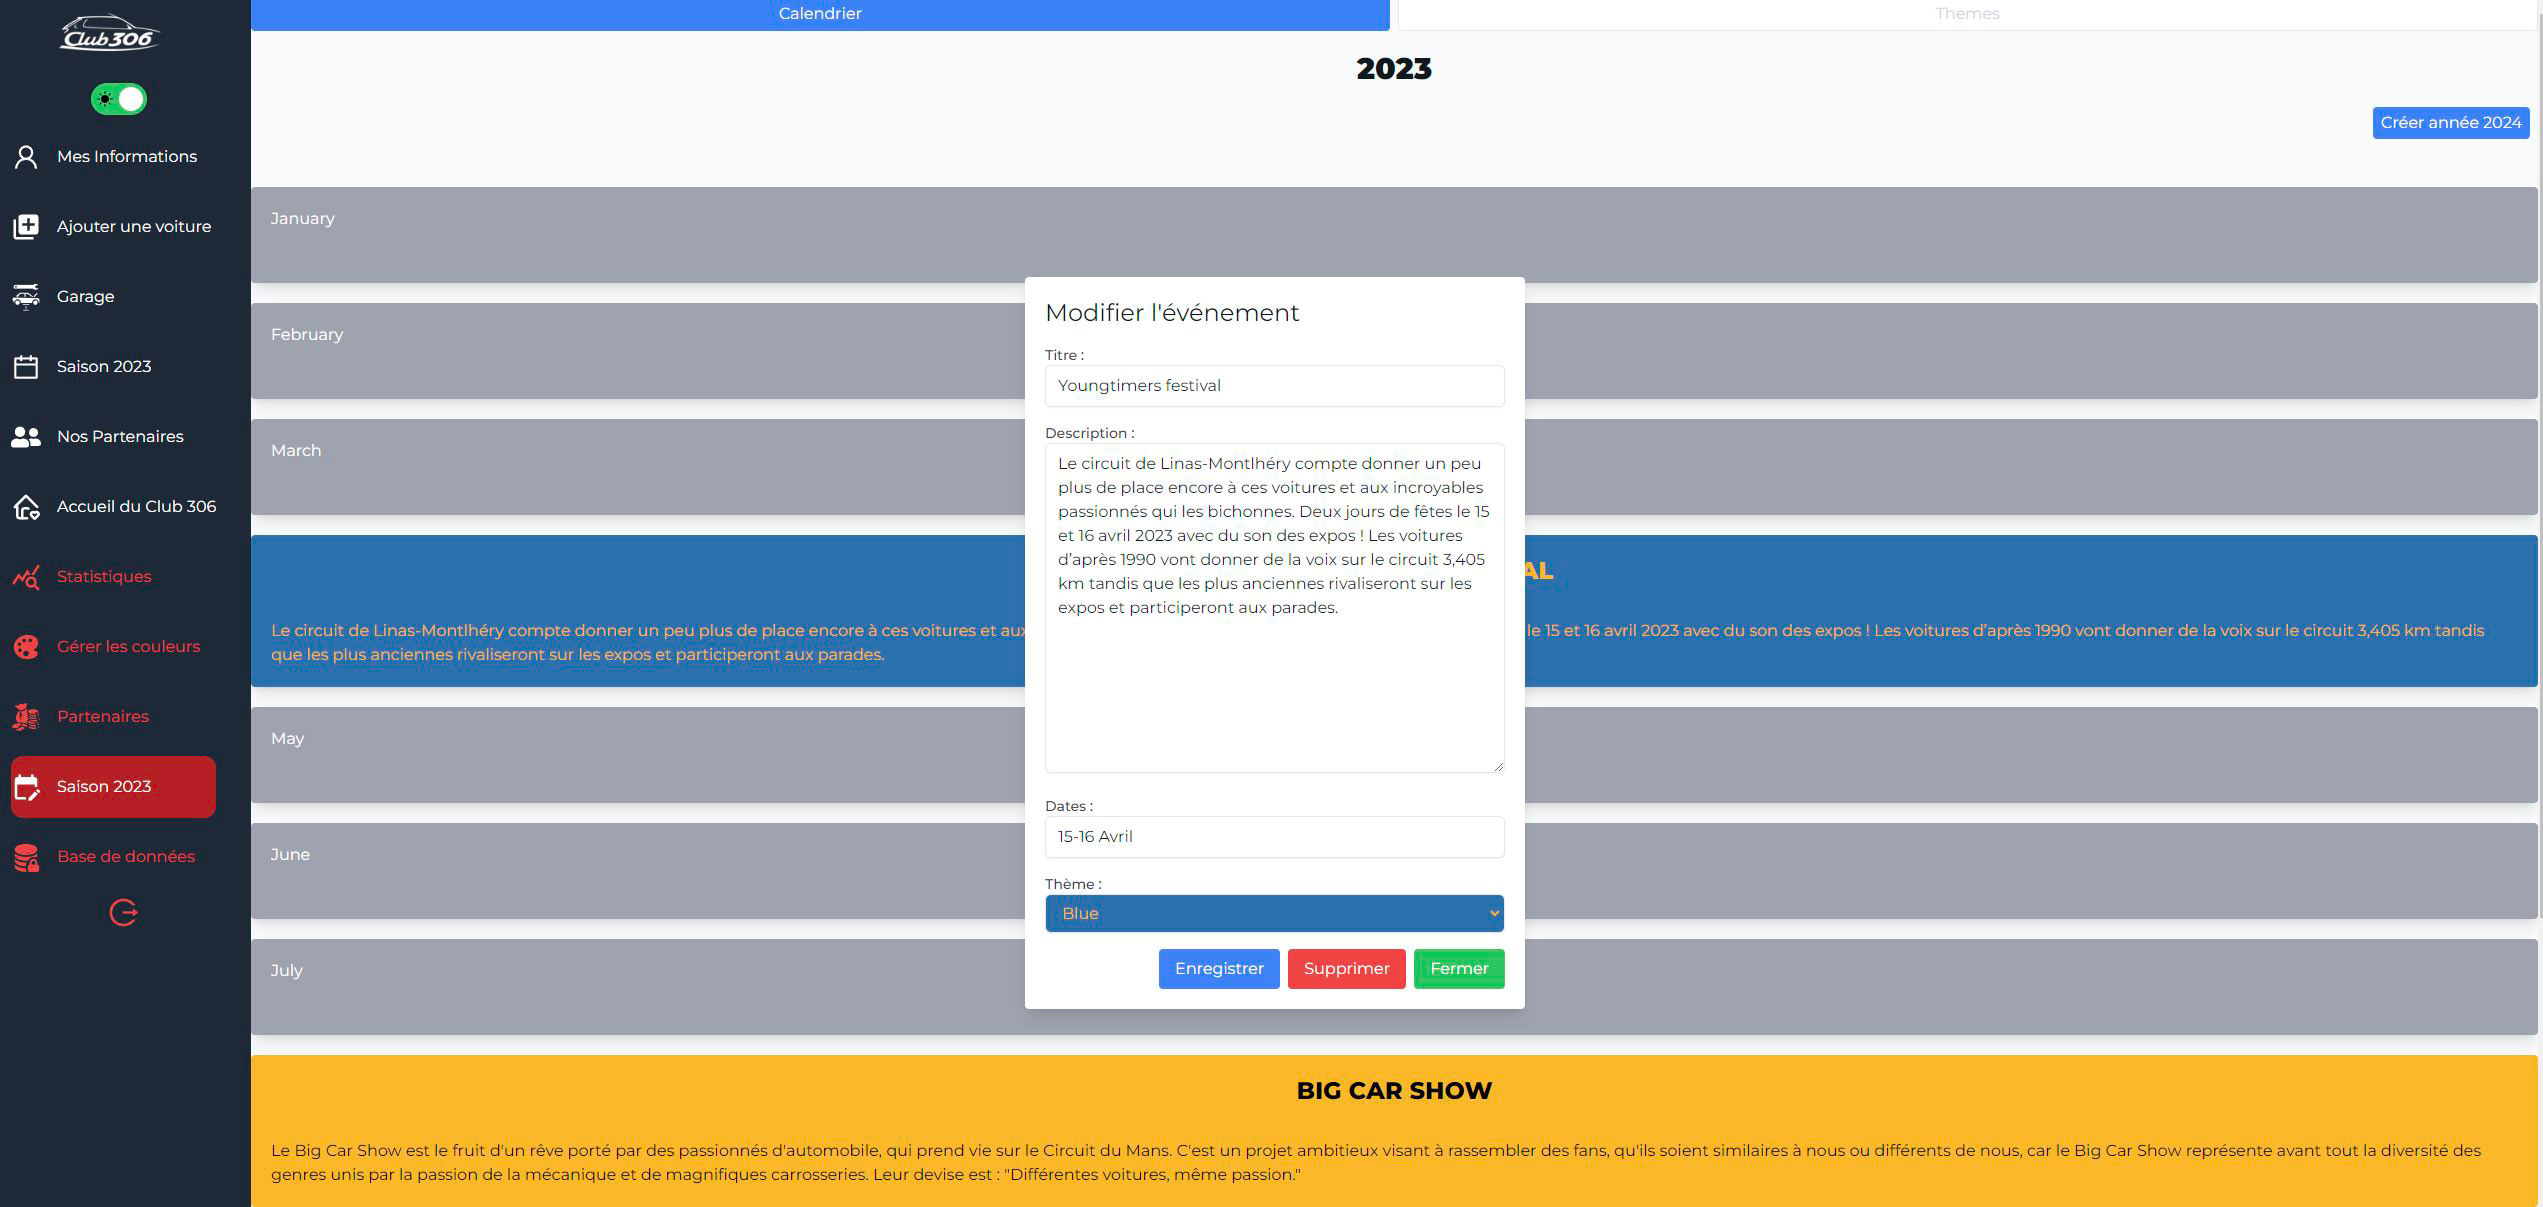 Club 306
Mes Informations
Ajouter une voiture
Garage
Saison 2023
Nos Partenaires
Accueil du Club 306
Statistiques
Gérer les couleurs
Partenaires
Saison 2023
Base de données
Calendrier
Themes
2023
Créer année 2024
January
February
March
AL
Le circuit de Linas-Montlhéry compte donner un peu plus de place encore à ces voitures et aux
le 15 et 16 avril 2023 avec du son des expos ! Les voitures d’après 1990 vont donner de la voix sur le circuit 3,405 km tandis
que les plus anciennes rivaliseront sur les expos et participeront aux parades.
May
June
July
BIG CAR SHOW
Le Big Car Show est le fruit d'un rêve porté par des passionnés d'automobile, qui prend vie sur le Circuit du Mans. C'est un projet ambitieux visant à rassembler des fans, qu'ils soient similaires à nous ou différents de nous, car le Big Car Show représente avant tout la diversité des
genres unis par la passion de la mécanique et de magnifiques carrosseries. Leur devise est : "Différentes voitures, même passion."
Modifier l'événement
Titre :
Youngtimers festival
Description :
Le circuit de Linas-Montlhéry compte donner un peu
plus de place encore à ces voitures et aux incroyables
passionnés qui les bichonnes. Deux jours de fêtes le 15
et 16 avril 2023 avec du son des expos ! Les voitures
d’après 1990 vont donner de la voix sur le circuit 3,405
km tandis que les plus anciennes rivaliseront sur les
expos et participeront aux parades.
Dates :
15-16 Avril
Thème :
Blue
Enregistrer
Supprimer
Fermer